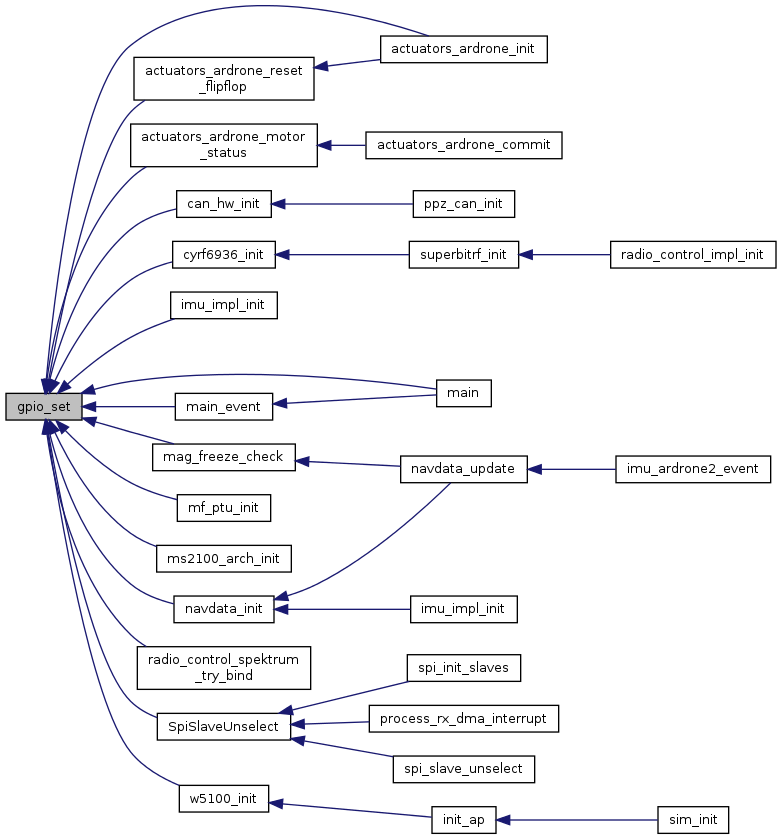 actuators_ardrone_init
actuators_ardrone_reset
_flipflop
actuators_ardrone_motor
_status
actuators_ardrone_commit
can_hw_init
ppz_can_init
cyrf6936_init
superbitrf_init
radio_control_impl_init
imu_impl_init
gpio_set
main
main_event
mag_freeze_check
navdata_update
imu_ardrone2_event
mf_ptu_init
ms2100_arch_init
navdata_init
imu_impl_init
radio_control_spektrum
_try_bind
spi_init_slaves
SpiSlaveUnselect
process_rx_dma_interrupt
spi_slave_unselect
w5100_init
init_ap
sim_init